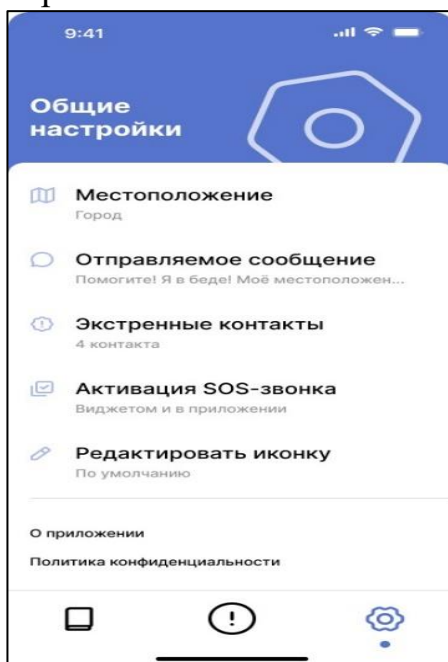 9:41
Общие
настройки
Местоположение
Город
Отправляемое сообщение
Помогите! Я в беде! Моё местоположен...
Экстренные контакты
4 контакта
Активация SOS-звонка
Виджетом и в приложении
Редактировать иконку
По умолчанию
О приложении
Политика конфиденциальности